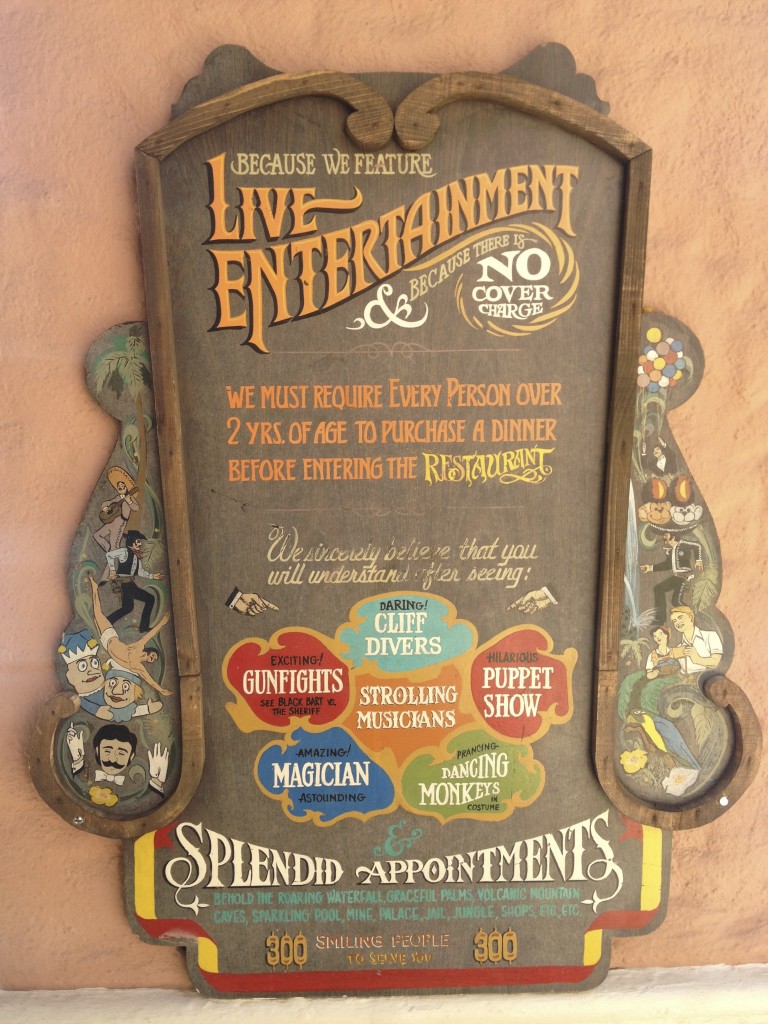 BECAUSE WE FEATURE
LIVE
ENTERTAINMENT
& BECAUSE THERE IS
NO
COVER
CHARGE
WE MUST REQUIRE EVERY PERSON OVER
2 YRS. OF AGE TO PURCHASE A DINNER
BEFORE ENTERING THE RESTAURANT
We sincerely believe that you
will understand after seeing:
DARING!
CLIFF
DIVERS
EXCITING!
GUNFIGHTS
SEE BLACK BART vs.
THE SHERIFF
STROLLING
MUSICIANS
HILARIOUS
PUPPET
SHOW
AMAZING!
MAGICIAN
ASTOUNDING
PRANCING
DANCING
MONKEYS
IN
COSTUME
&
SPLENDID APPOINTMENTS
BEHOLD THE ROARING WATERFALL, GRACEFUL PALMS, VOLCANIC MOUNTAIN
CAVES, SPARKLING POOL, MINE, PALACE, JAIL, JUNGLE, SHOPS, ETC, ETC.
300 SMILING PEOPLE 300
TO SERVE YOU